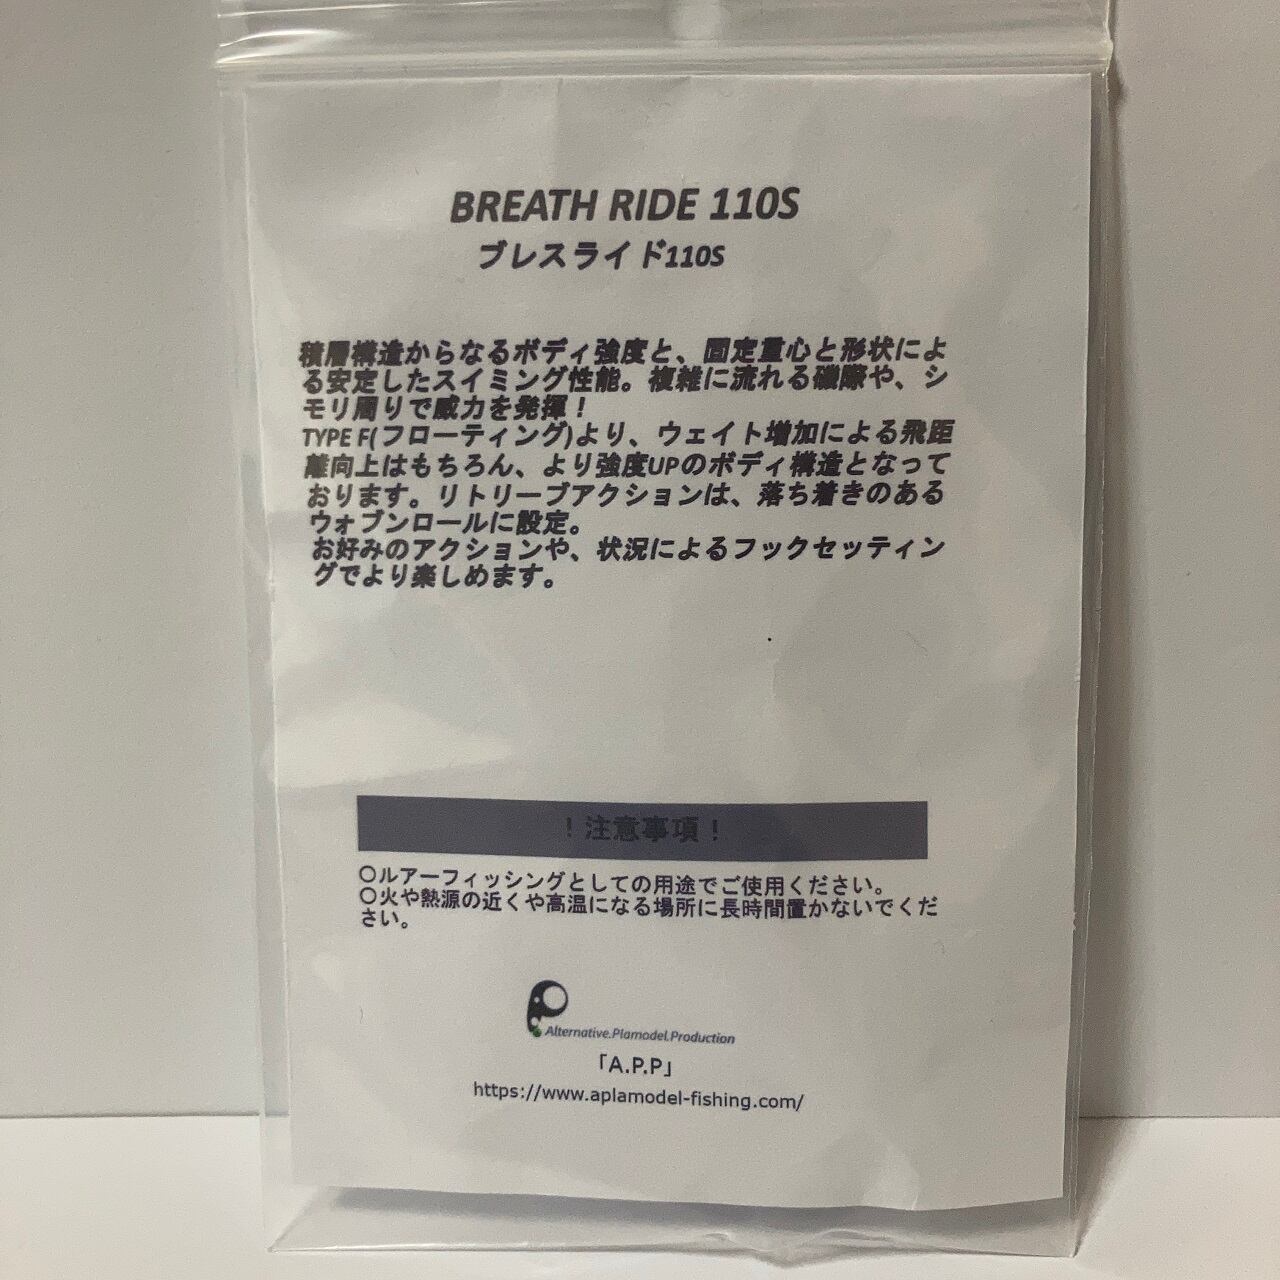 BREATH RIDE 110S
ブレスライド110S
積層構造からなるボディ強度と、固定重心と形状によ
る安定したスイミング性能。複雑に流れる磯際や、シ
モリ周りで威力を発揮！
TYPE F(フローティング)より、ウェイト増加による飛距
離向上はもちろん、より強度UPのボディ構造となって
おります。リトリーブアクションは、落ち着きのある
ウォブンロールに設定。
お好みのアクションや、状況によるフックセッティン
グでより楽しめます。
！注意事項！
〇ルアーフィッシングとしての用途でご使用ください。
〇火や熱源の近くや高温になる場所に長時間置かないでくだ
さい。
Alternative.Plamodel.Production
「A.P.P」
https://www.aplamodel-fishing.com/